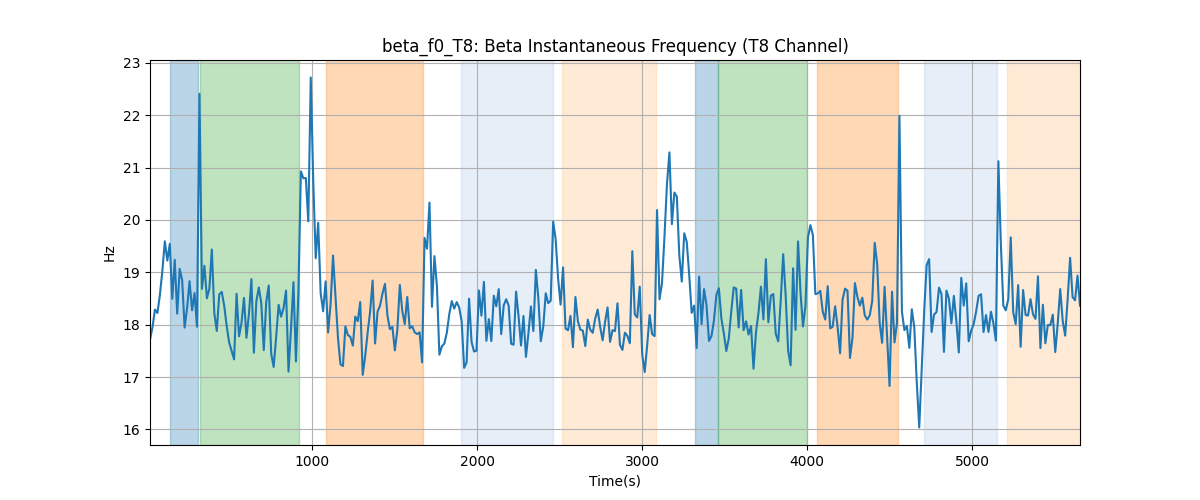 beta_f0_T8: Beta Instantaneous Frequency (T8 Channel)
23
22
21
20
19
18
17
16
Hz
1000 2000 3000 4000 5000
Time(s)